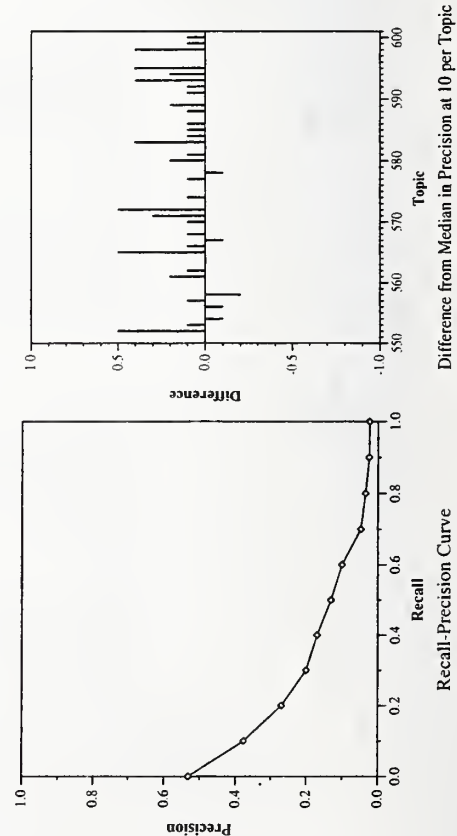 1.0
0.8
0.6
0.4
0.2
0.0
Precision
0.0 0.2 0.4 0.6 0.8 1.0
Recall
Recall-Precision Curve
1.0
0.5
0.0
-0.5
-1.0
Difference
550 560 570 580 590 600
Topic
Difference from Median in Precision at 10 per Topic